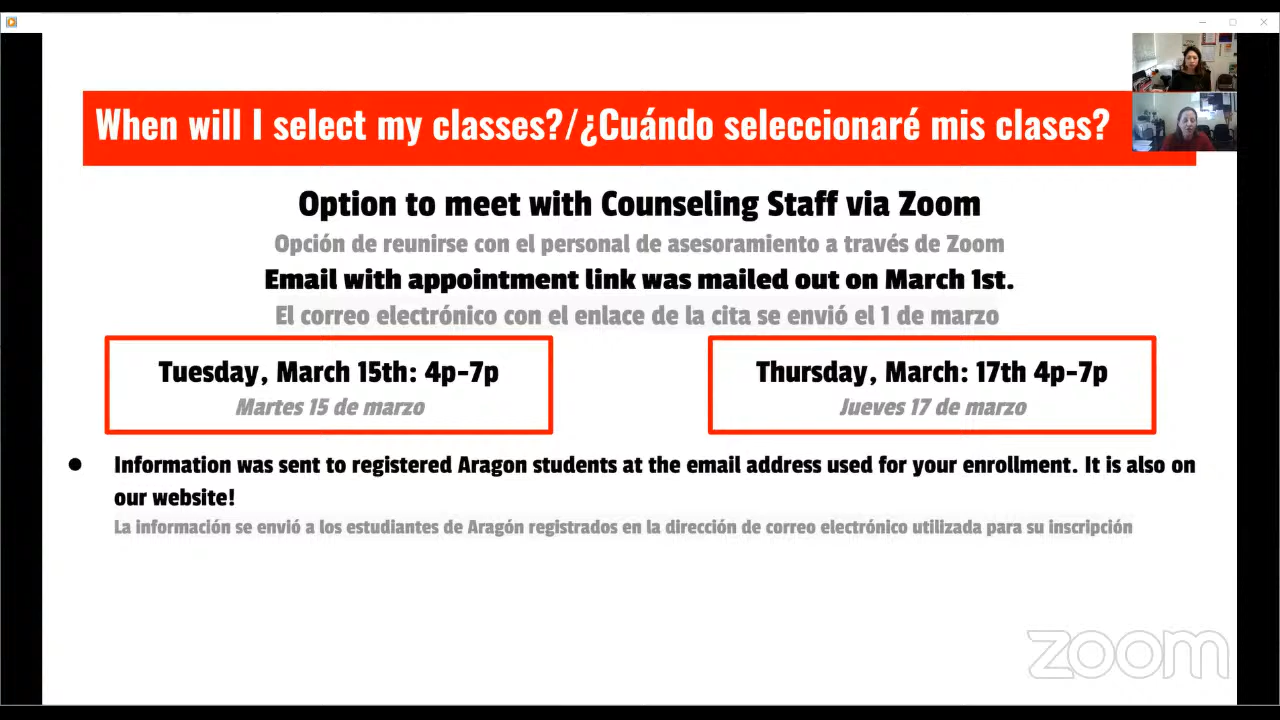 When will I select my classes?/¿Cuándo seleccionaré mis clases?
Option to meet with Counseling Staff via Zoom
Opción de reunirse con el personal de asesoramiento a través de Zoom
Email with appointment link was mailed out on March 1st.
El correo electrónico con el enlace de la cita se envió el 1 de marzo
Tuesday, March 15th: 4p-7p
Martes 15 de marzo
Thursday, March: 17th 4p-7p
Jueves 17 de marzo
● Information was sent to registered Aragon students at the email address used for your enrollment. It is also on
our website!
La información se envió a los estudiantes de Aragón registrados en la dirección de correo electrónico utilizada para su inscripción
zoom